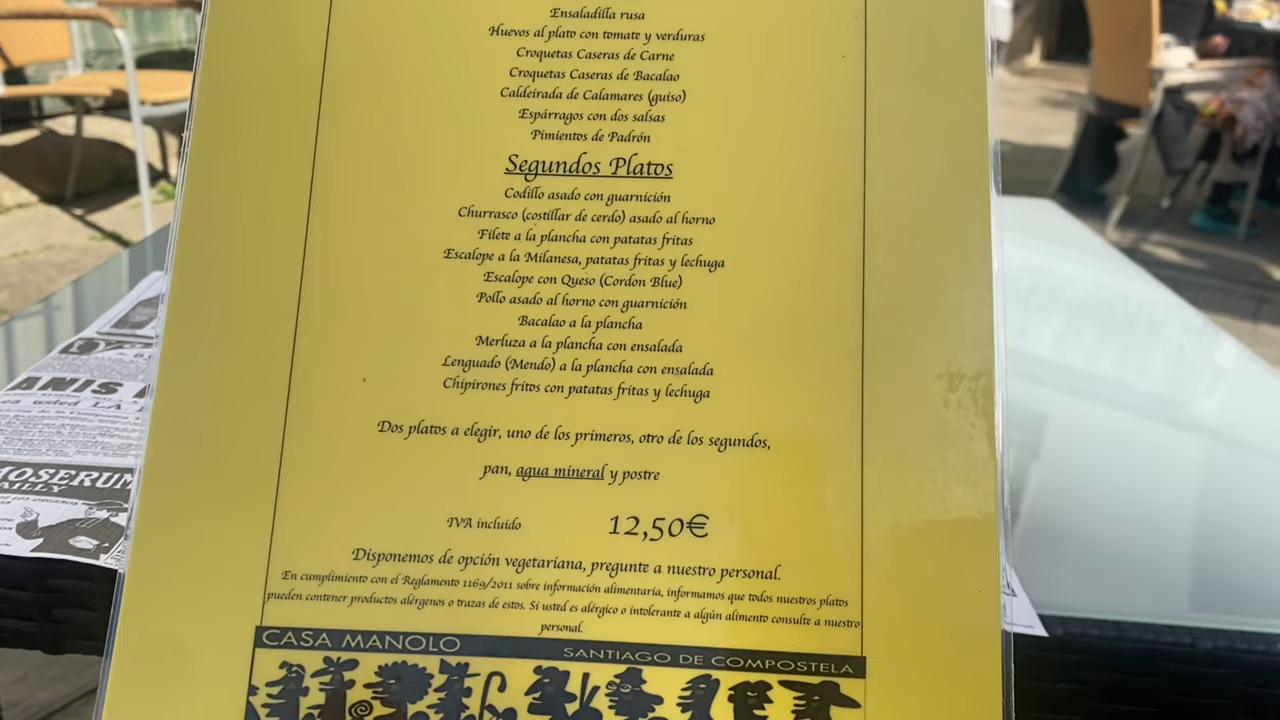 Ensaladilla rusa
Huevos al plato con tomate y verduras
Croquetas Caseras de Carne
Croquetas Caseras de Bacalao
Caldeirada de Calamares (guiso)
Espárragos con dos salsas
Pimientos de Padrón
Segundos Platos
Codillo asado con guarnición
Churrasco (costillar de cerdo) asado al horno
Filete a la plancha con patatas fritas
Escalope a la Milanesa, patatas fritas y lechuga
Escalope con Queso (Cordon Blue)
Pollo asado al horno con guarnición
Bacalao a la plancha
Merluza a la plancha con ensalada
Lenguado (Mendo) a la plancha con ensalada
Chipirones fritos con patatas fritas y lechuga
Dos platos a elegir, uno de los primeros, otro de los segundos,
pan, agua mineral y postre
IVA incluido 12,50€
Disponemos de opción vegetariana, pregunte a nuestro personal.
En cumplimiento con el Reglamento 1169/2011 sobre información alimentaria, informamos que todos nuestros platos
pueden contener productos alérgenos o trazas de estos. Si usted es alérgico o intolerante a algún alimento consulte a nuestro
personal.
CASA MANOLO
SANTIAGO DE COMPOSTELA
ANIS
usted LA
MOSERUM
AILLY